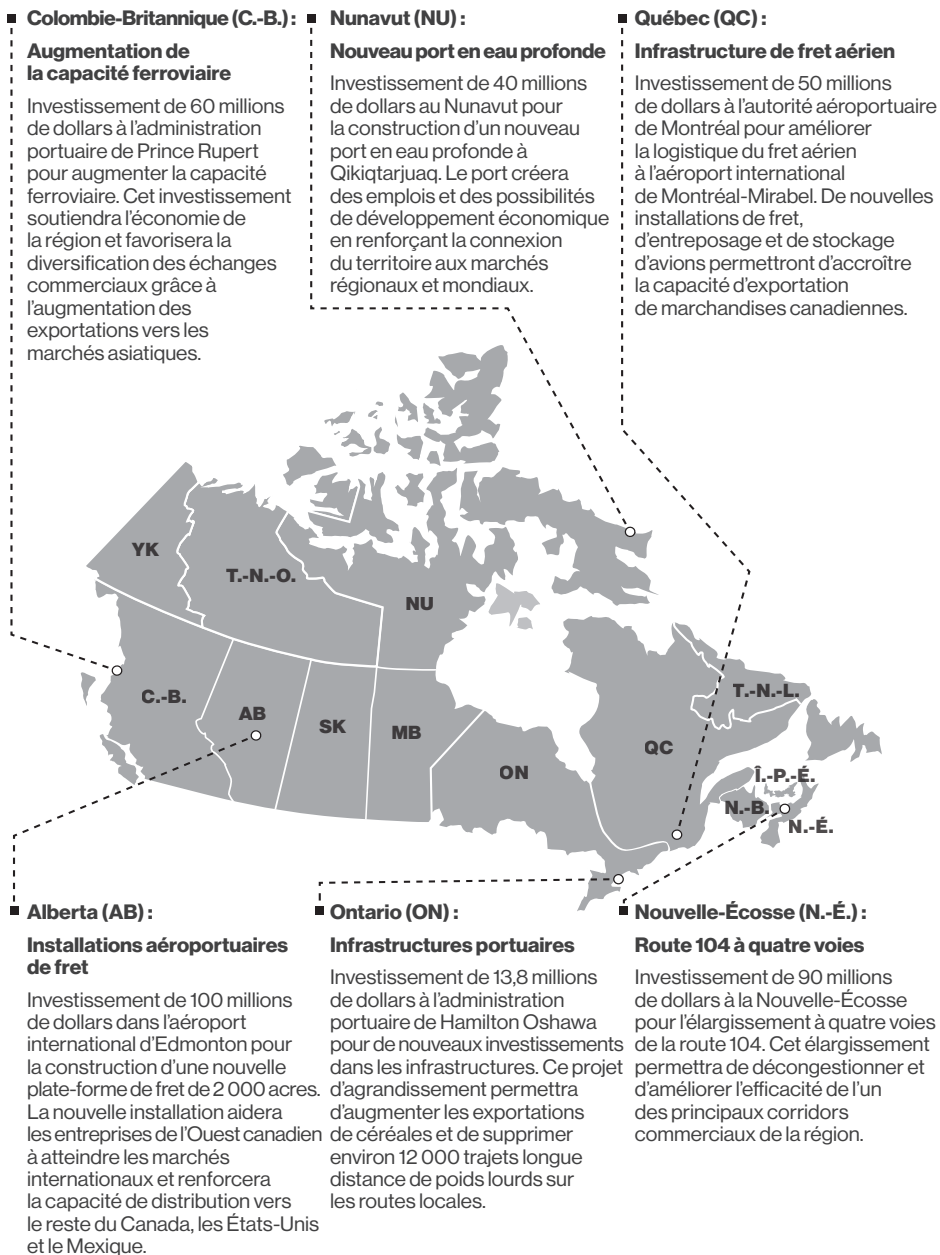 Colombie-Britannique (C.-B.) :
Augmentation de
la capacité ferroviaire
Investissement de 60 millions
de dollars à l'administration
portuaire de Prince Rupert
pour augmenter la capacité
ferroviaire. Cet investissement
soutiendra l'économie de
la région et favorisera la
diversification des échanges
commerciaux grâce à
l'augmentation des
exportations vers les
marchés asiatiques.
Nunavut (NU) :
Nouveau port en eau profonde
Investissement de 40 millions
de dollars au Nunavut pour
la construction d'un nouveau
port en eau profonde à
Qikiqtarjuaq. Le port créera
des emplois et des possibilités
de développement économique
en renforçant la connexion
du territoire aux marchés
régionaux et mondiaux.
Québec (QC) :
Infrastructure de fret aérien
Investissement de 50 millions
de dollars à l'autorité aéroportuaire
de Montréal pour améliorer
la logistique du fret aérien
à l'aéroport international
de Montréal-Mirabel. De nouvelles
installations de fret,
d'entreposage et de stockage
d'avions permettront d'accroître
la capacité d'exportation
de marchandises canadiennes.
YK
T.-N.-O.
NU
C.-B.
AB
SK
MB
ON
QC
T.-N.-L.
Î.-P.-É.
N.-B.
N.-É.
Alberta (AB) :
Installations aéroportuaires
de fret
Investissement de 100 millions
de dollars dans l'aéroport
international d'Edmonton pour
la construction d'une nouvelle
plate-forme de fret de 2 000 acres.
La nouvelle installation aidera
les entreprises de l'Ouest canadien
à atteindre les marchés
internationaux et renforcera
la capacité de distribution vers
le reste du Canada, les États-Unis
et le Mexique.
Ontario (ON) :
Infrastructures portuaires
Investissement de 13,8 millions
de dollars à l'administration
portuaire de Hamilton Oshawa
pour de nouveaux investissements
dans les infrastructures. Ce projet
d'agrandissement permettra
d'augmenter les exportations
de céréales et de supprimer
environ 12 000 trajets longue
distance de poids lourds sur
les routes locales.
Nouvelle-Écosse (N.-É.) :
Route 104 à quatre voies
Investissement de 90 millions
de dollars à la Nouvelle-Écosse
pour l'élargissement à quatre voies
de la route 104. Cet élargissement
permettra de décongestionner et
d'améliorer l'efficacité de l'un
des principaux corridors
commerciaux de la région.